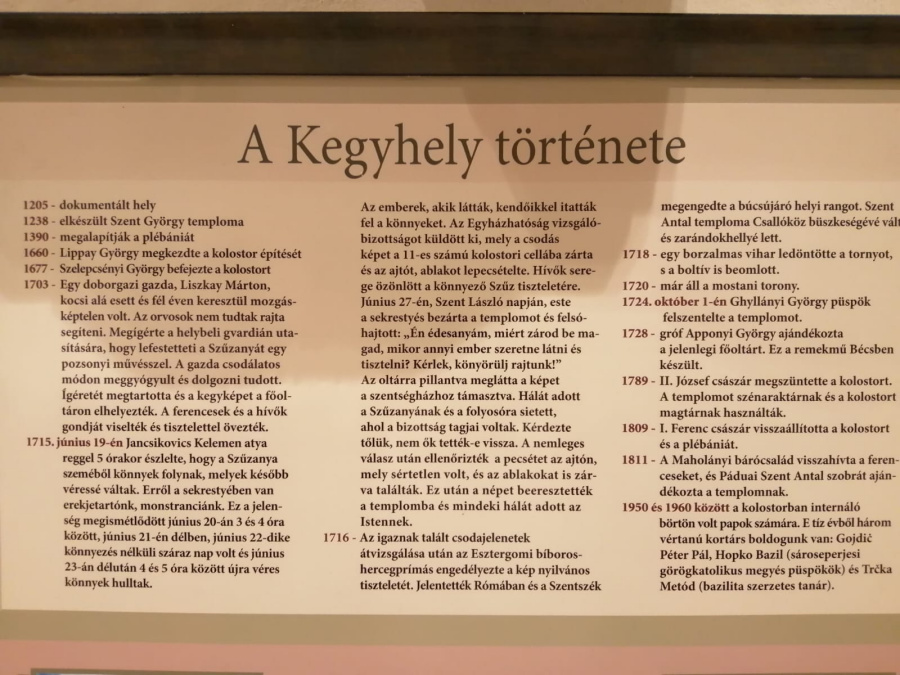 A Kegyhely története
1205 - dokumentált hely
1238 - elkészült Szent György temploma
1390 - megalapítják a plébániát
1660 - Lippay György megkezdte a kolostor építését
1677 - Szelepcsényi György befejezte a kolostort
1703 - Egy doborgazi gazda, Liszkay Márton,
kocsi alá esett és fél éven keresztül mozgás-
képtelen volt. Az orvosok nem tudtak rajta
segíteni. Megígérte a helybeli gvardián uta-
sítására, hogy lefestetteti a Szűzanyát egy
pozsonyi művésszel. A gazda csodálatos
módon meggyógyult és dolgozni tudott.
Ígéretét megtartotta és a kegyképet a főol-
táron elhelyezték. A ferencesek és a hívők
gondját viselték és tisztelettel övezték.
1715. június 19-én Jancsikovics Kelemen atya
reggel 5 órakor észlelte, hogy a Szűzanya
szeméből könnyek folynak, melyek később
véressé váltak. Erről a sekrestyében van
erekjetartónk, monstranciánk. Ez a jelen-
ség megismétlődött június 20-án 3 és 4 óra
között, június 21-én délben, június 22-dike
könnyezés nélküli száraz nap volt és június
23-án délután 4 és 5 óra között újra véres
könnyek hulltak.
Az emberek, akik látták, kendőikkel itatták
fel a könnyeket. Az Egyházhatóság vizsgáló-
bizottságot küldött ki, mely a csodás
képet a 11-es számú kolostori cellába zárta
és az ajtót, ablakot lepecsételte. Hívők sere-
ge özönlött a könnyező Szűz tiszteletére.
Június 27-én, Szent László napján, este
a sekrestyés bezárta a templomot és felsó-
hajtott: „Én édesanyám, miért zárod be ma-
gad, mikor annyi ember szeretne látni és
tisztelni? Kérlek, könyörülj rajtunk!"
Az oltárra pillantva meglátta a képet
a szentségházhoz támasztva. Hálát adott
a Szűzanyának és a folyosóra sietett,
ahol a bizottság tagjai voltak. Kérdezte
tőlük, nem ők tették-e vissza. A nemleges
válasz után ellenőrizték a pecsétet az ajtón,
mely sértetlen volt, és az ablakokat is zár-
va találták. Ez után a népet beeresztették
a templomba és mindeki hálát adott az
Istennek.
1716 - Az igaznak talált csodajelenetek
átvizsgálása után az Esztergomi bíboros-
hercegprímás engedélyezte a kép nyilvános
tiszteletét. Jelentették Rómában és a Szentszék
megengedte a búcsújáró helyi rangot. Szent
Antal temploma Csallóköz büszkeségévé vált
és zarándokhellyé lett.
1718 - egy borzalmas vihar ledöntötte a tornyot,
s a boltív is beomlott.
1720 - már áll a mostani torony.
1724. október 1-én Ghyllányi György püspök
felszentelte a templomot.
1728 - gróf Apponyi György ajándékozta
a jelenlegi főoltárt. Ez a remekmű Bécsben
készült.
1789 - II. József császár megszüntette a kolostort.
A templomot szénaraktárnak és a kolostort
magtárnak használták.
1809 - I. Ferenc császár visszaállította a kolostort
és a plébániát.
1811 - A Maholányi bárócsalád visszahívta a feren-
ceseket, és Páduai Szent Antal szobrát aján-
dékozta a templomnak.
1950 és 1960 között a kolostorban internáló
börtön volt papok számára. E tíz évből három
vértanú kortárs boldogunk van: Gojdič
Péter Pál, Hopko Bazil (sároseperjesi
görögkatolikus megyés püspökök) és Trčka
Metód (bazilita szerzetes tanár).